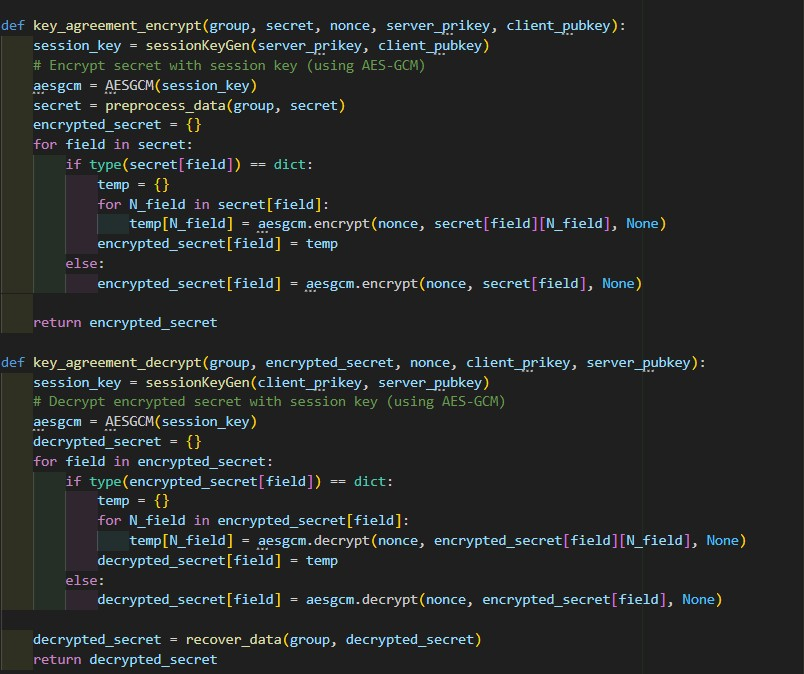 def key_agreement_encrypt(group, secret, nonce, server_prikey, client_pubkey):
    session_key = sessionKeyGen(server_prikey, client_pubkey)
    # Encrypt secret with session key (using AES-GCM)
    aesgcm = AESGCM(session_key)
    secret = preprocess_data(group, secret)
    encrypted_secret = {}
    for field in secret:
        if type(secret[field]) == dict:
            temp = {}
            for N_field in secret[field]:
                temp[N_field] = aesgcm.encrypt(nonce, secret[field][N_field], None)
            encrypted_secret[field] = temp
        else:
            encrypted_secret[field] = aesgcm.encrypt(nonce, secret[field], None)

    return encrypted_secret

def key_agreement_decrypt(group, encrypted_secret, nonce, client_prikey, server_pubkey):
    session_key = sessionKeyGen(client_prikey, server_pubkey)
    # Decrypt encrypted secret with session key (using AES-GCM)
    aesgcm = AESGCM(session_key)
    decrypted_secret = {}
    for field in encrypted_secret:
        if type(encrypted_secret[field]) == dict:
            temp = {}
            for N_field in encrypted_secret[field]:
                temp[N_field] = aesgcm.decrypt(nonce, encrypted_secret[field][N_field], None)
            decrypted_secret[field] = temp
        else:
            decrypted_secret[field] = aesgcm.decrypt(nonce, encrypted_secret[field], None)

    decrypted_secret = recover_data(group, decrypted_secret)
    return decrypted_secret